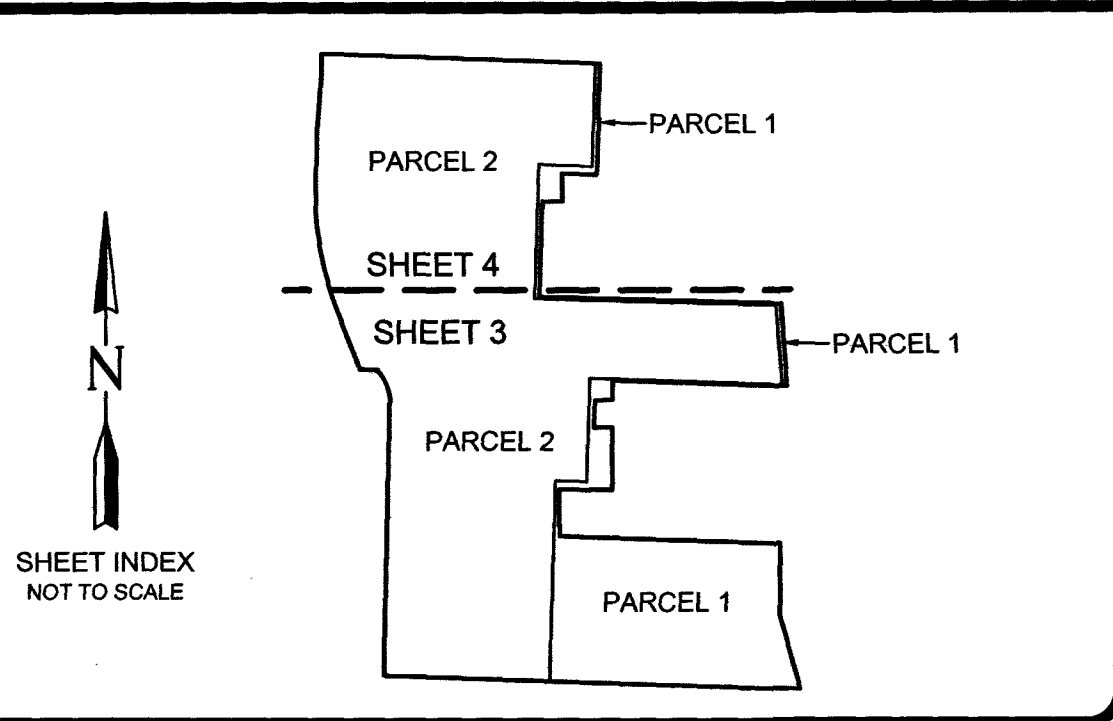 PARCEL 1
PARCEL 2
SHEET 4
SHEET 3
PARCEL 1
N
PARCEL 2
SHEET INDEX
NOT TO SCALE
PARCEL 1